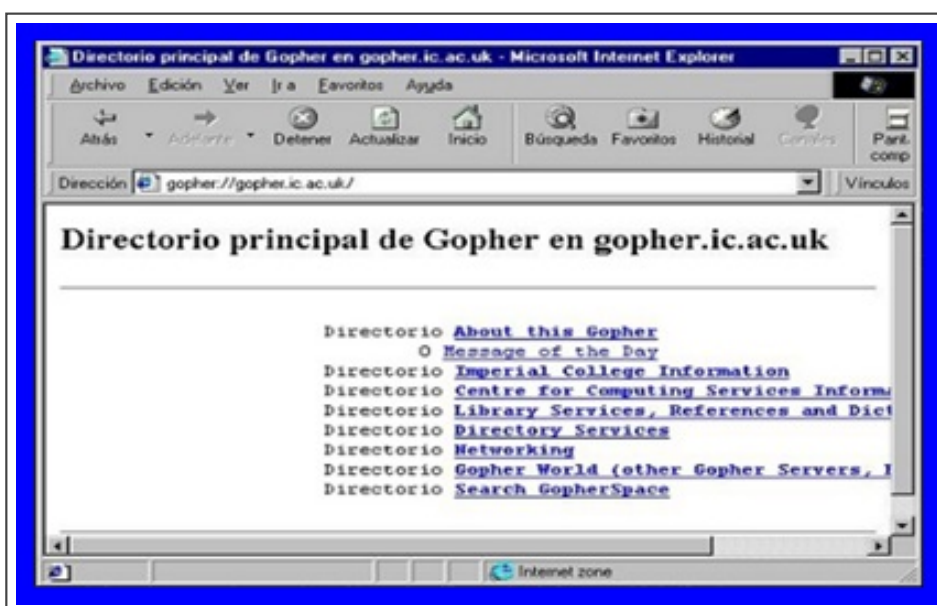 Directorio principal de Gopher en gopher.ic.ac.uk - Microsoft Internet Explorer
Archivo Edición Ver Ir a Favoritos Ayuda
Atrás Adelante Detener Actualizar Inicio Búsqueda Favoritos Historial Canales Pant. comp
Dirección gopher://gopher.ic.ac.uk/ Vínculos
Directorio principal de Gopher en gopher.ic.ac.uk
Directorio About this Gopher
O Message of the Day
Directorio Imperial College Information
Directorio Centre for Computing Services Inform
Directorio Library Services, References and Dict
Directorio Directory Services
Directorio Networking
Directorio Gopher World (other Gopher Servers,
Directorio Search GopherSpace
Internet zone